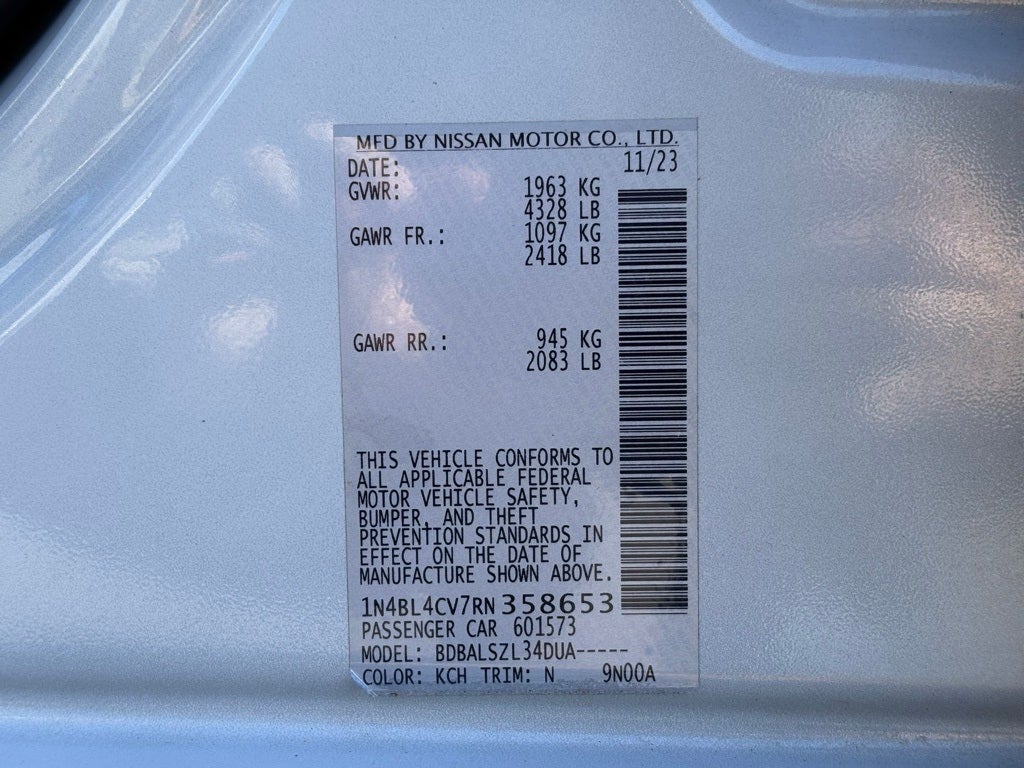 MFD BY NISSAN MOTOR CO., LTD.
DATE: 11/23
GVWR: 1963 KG
4328 LB
GAWR FR.: 1097 KG
2418 LB
GAWR RR.: 945 KG
2083 LB
THIS VEHICLE CONFORMS TO
ALL APPLICABLE FEDERAL
MOTOR VEHICLE SAFETY,
BUMPER, AND THEFT
PREVENTION STANDARDS IN
EFFECT ON THE DATE OF
MANUFACTURE SHOWN ABOVE.
1N4BL4CV7RN358653
PASSENGER CAR 601573
MODEL: BDBALSZL34DUA-----
COLOR: KCH TRIM: N 9N00A